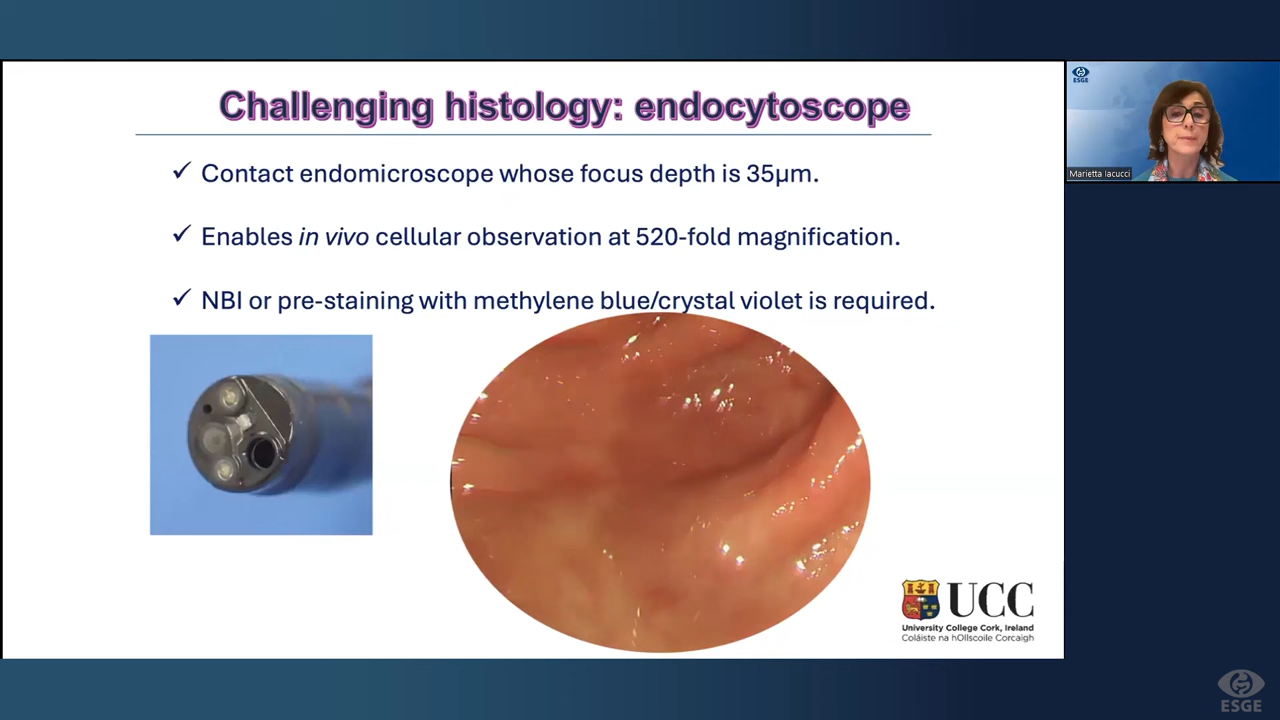 Challenging histology: endocytoscope
✓ Contact endomicroscope whose focus depth is 35µm.
✓ Enables in vivo cellular observation at 520-fold magnification.
✓ NBI or pre-staining with methylene blue/crystal violet is required.
UCC
University College Cork, Ireland
Coláiste na hOllscoile Corcaigh
ESGE
Marietta Iacucci
ESGE